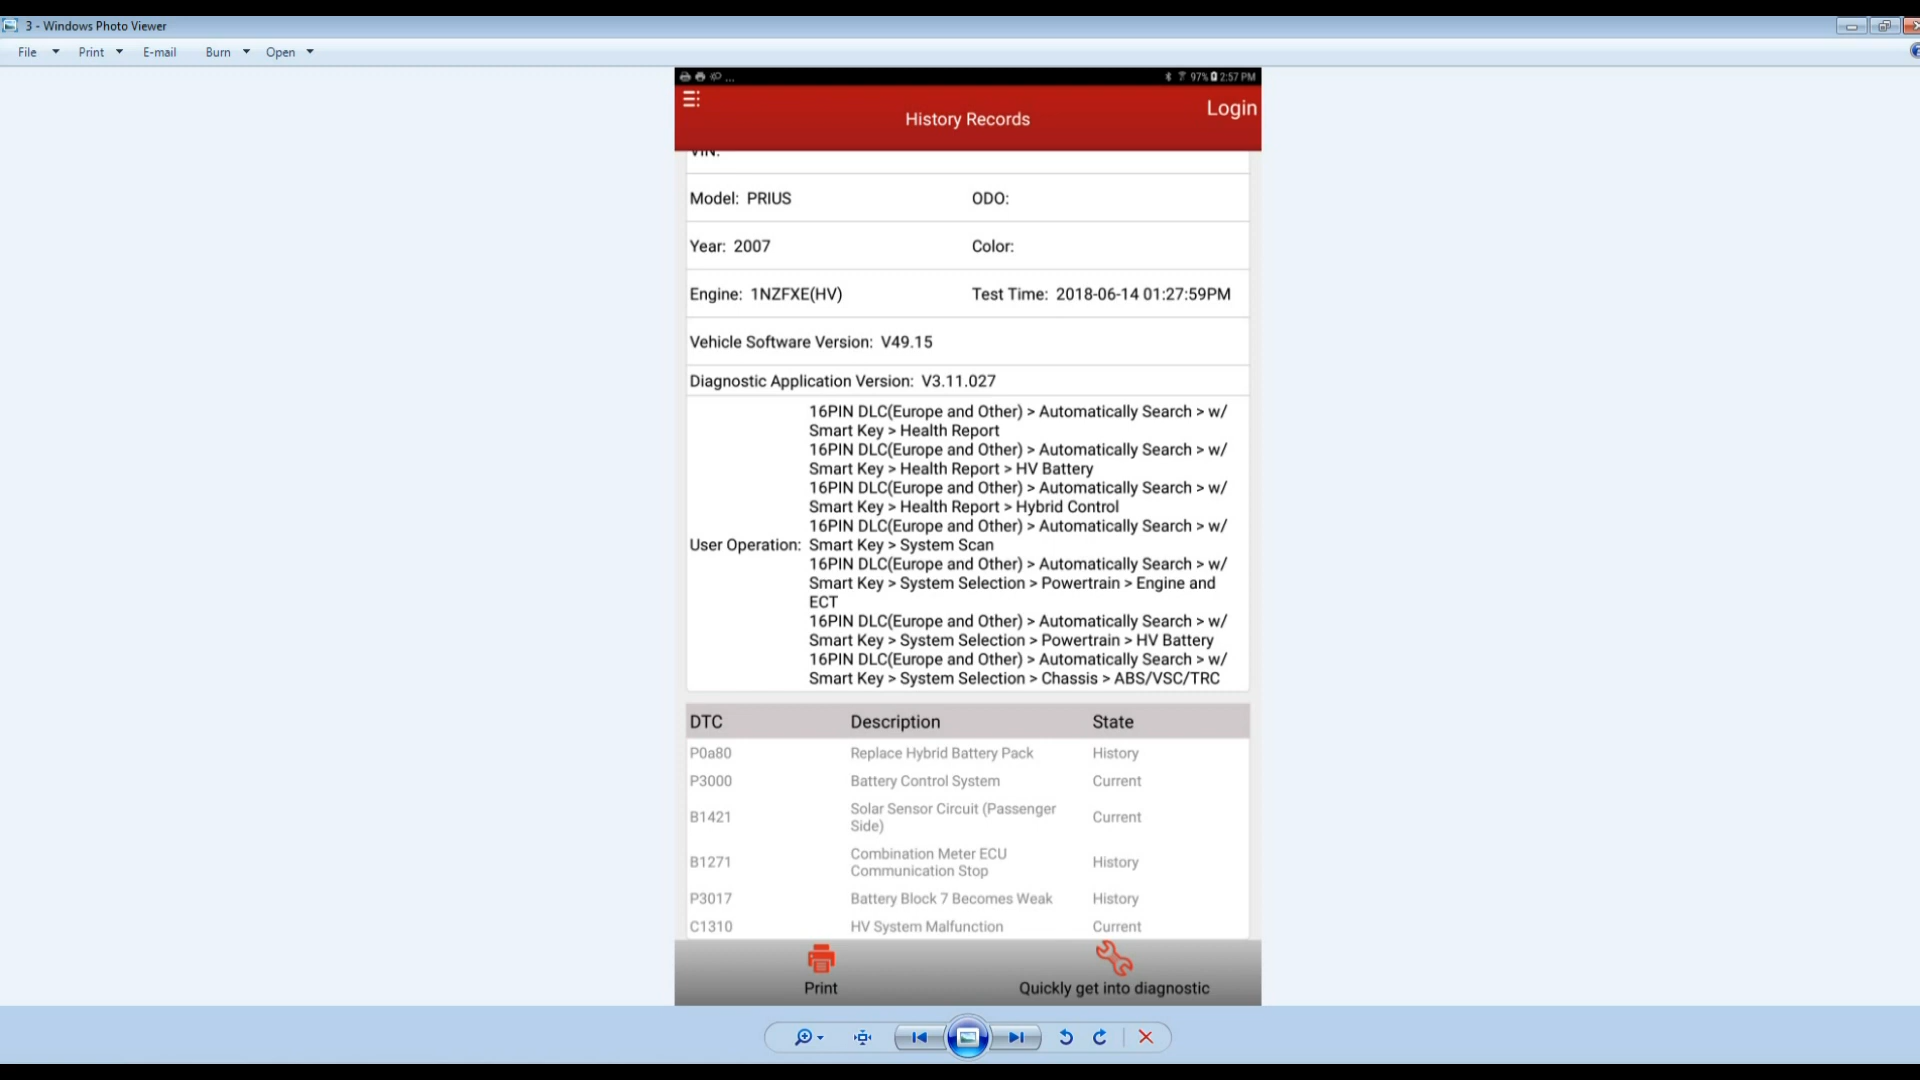 3 - Windows Photo Viewer
File Print E-mail Burn Open
... 97% 2:57 PM
Login
History Records
VIN:
Model: PRIUS ODO:
Year: 2007 Color:
Engine: 1NZFXE(HV) Test Time: 2018-06-14 01:27:59PM
Vehicle Software Version: V49.15
Diagnostic Application Version: V3.11.027
16PIN DLC(Europe and Other) > Automatically Search > w/
Smart Key > Health Report
16PIN DLC(Europe and Other) > Automatically Search > w/
Smart Key > Health Report > HV Battery
16PIN DLC(Europe and Other) > Automatically Search > w/
Smart Key > Health Report > Hybrid Control
16PIN DLC(Europe and Other) > Automatically Search > w/
User Operation: Smart Key > System Scan
16PIN DLC(Europe and Other) > Automatically Search > w/
Smart Key > System Selection > Powertrain > Engine and
ECT
16PIN DLC(Europe and Other) > Automatically Search > w/
Smart Key > System Selection > Powertrain > HV Battery
16PIN DLC(Europe and Other) > Automatically Search > w/
Smart Key > System Selection > Chassis > ABS/VSC/TRC
DTC Description State
P0a80 Replace Hybrid Battery Pack History
P3000 Battery Control System Current
B1421 Solar Sensor Circuit (Passenger
Side) Current
B1271 Combination Meter ECU
Communication Stop History
P3017 Battery Block 7 Becomes Weak History
C1310 HV System Malfunction Current
Print Quickly get into diagnostic